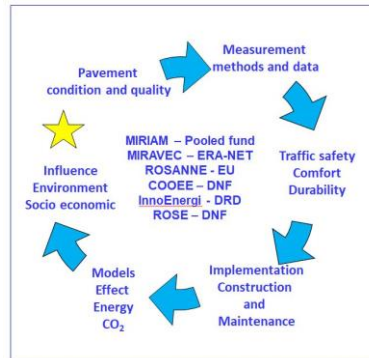 Measurement
methods and data
Pavement
condition and quality
MIRIAM – Pooled fund
MIRAVEC – ERA-NET
ROSANNE - EU
COOEE – DNF
InnoEnergi - DRD
ROSE – DNF
Traffic safety
Comfort
Durability
Influence
Environment
Socio economic
Implementation
Construction
and
Maintenance
Models
Effect
Energy
CO₂